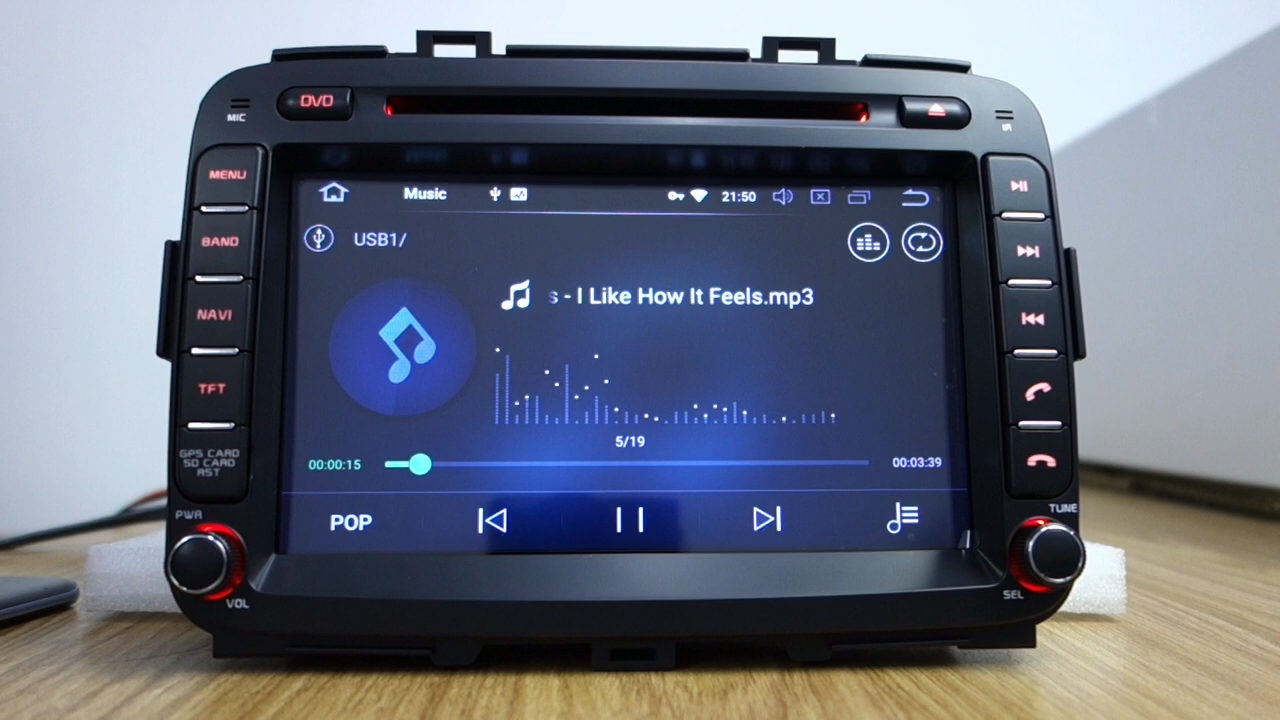 DVD
MIC
IR
MENU
BAND
NAVI
TFT
GPS CARD
SD CARD
RST
PWR
VOL
Music
21:50
USB1/
s - I Like How It Feels.mp3
5/19
00:00:15
00:03:39
POP
TUNE
SEL